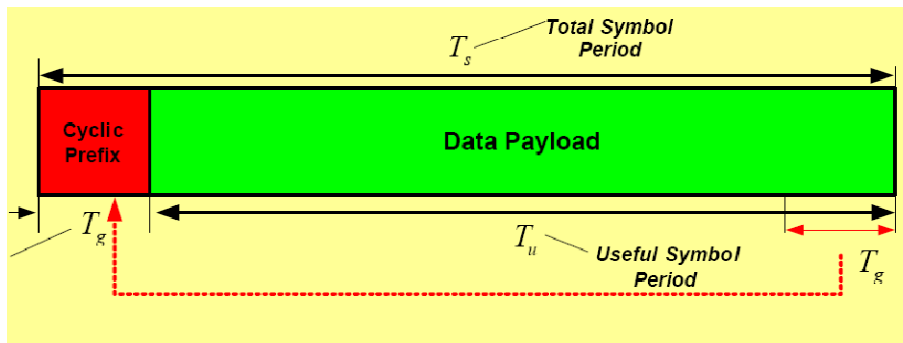 Total Symbol
Period
Ts
Cyclic
Prefix
Data Payload
Tg
Tu
Useful Symbol
Period
Tg